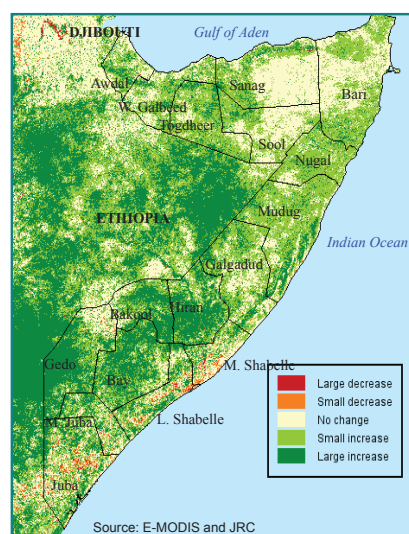 DJIBOUTI
Gulf of Aden
Awdal
Sanag
Bari
W. Galbeed
Togdheer
Sool
Nugal
ETHIOPIA
Mudug
Indian Ocean
Galgadud
Bakool
Hiran
Gedo
M. Shabelle
Bay
L. Shabelle
M. Juba
Juba
Large decrease
Small decrease
No change
Small increase
Large increase
Source: E-MODIS and JRC